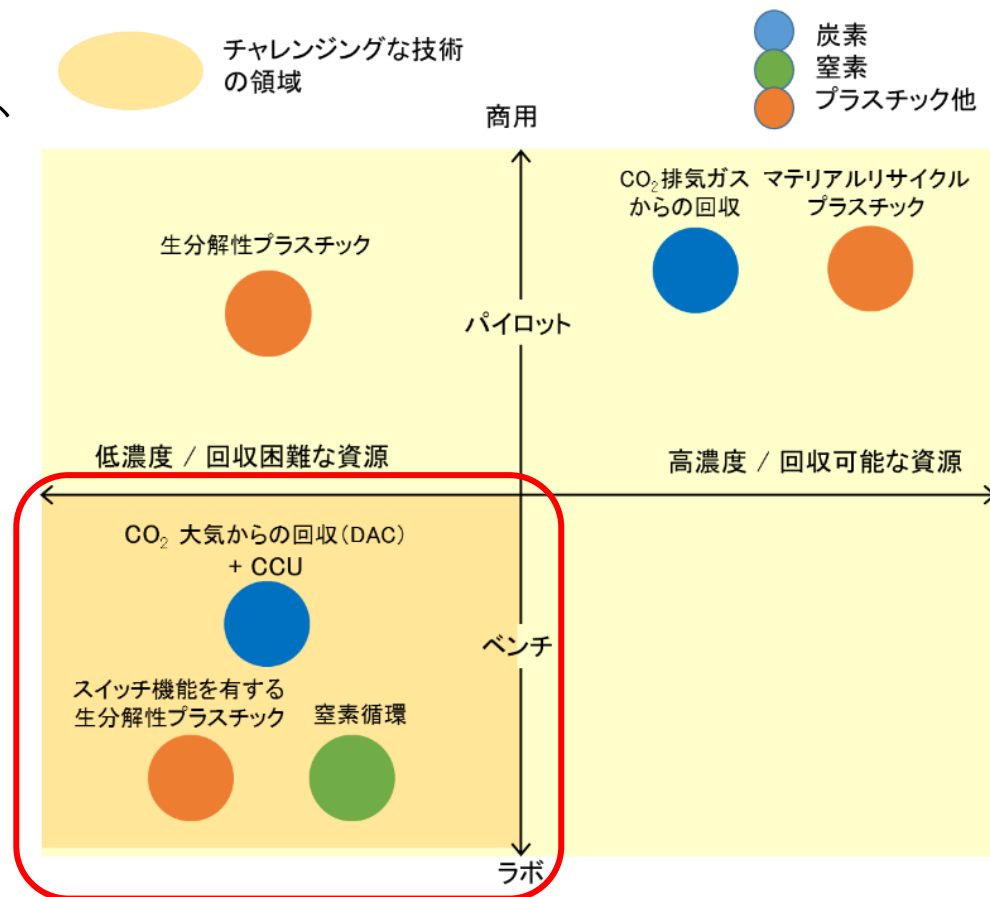 チャレンジングな技術
の領域
炭素
窒素
プラスチック他
、
商用
CO₂排気ガス
からの回収
マテリアルリサイクル
プラスチック
生分解性プラスチック
パイロット
低濃度 / 回収困難な資源
高濃度 / 回収可能な資源
CO₂ 大気からの回収(DAC)
+ CCU
ベンチ
スイッチ機能を有する
生分解性プラスチック
窒素循環
ラボ